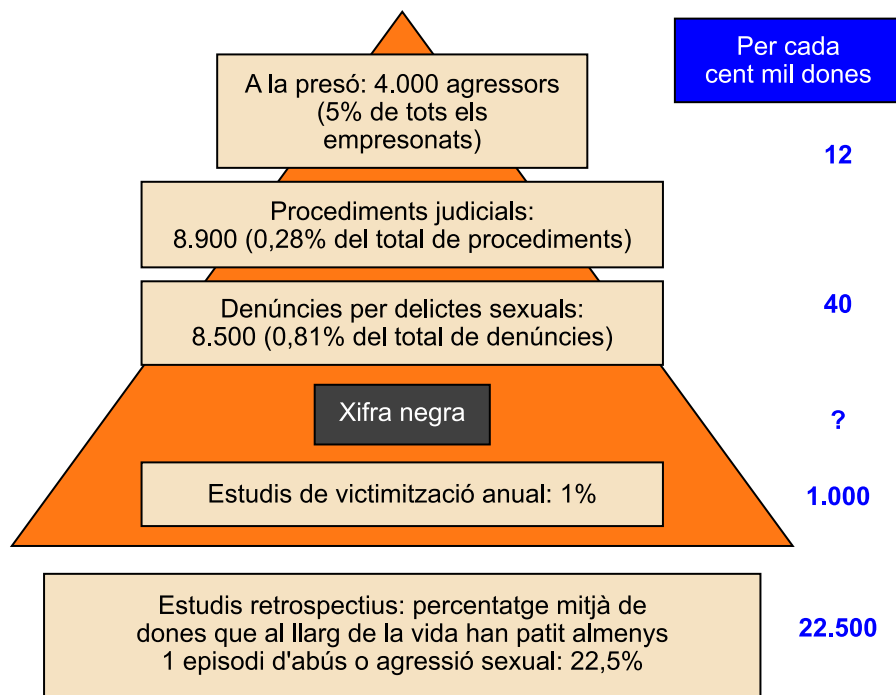 Per cada
cent mil dones
A la presó: 4.000 agressors
(5% de tots els
empresonats)
12
Procediments judicials:
8.900 (0,28% del total de procediments)
Denúncies per delictes sexuals:
8.500 (0,81% del total de denúncies)
40
Xifra negra
?
Estudis de victimització anual: 1%
1.000
Estudis retrospectius: percentatge mitjà de
dones que al llarg de la vida han patit almenys
1 episodi d'abús o agressió sexual: 22,5%
22.500